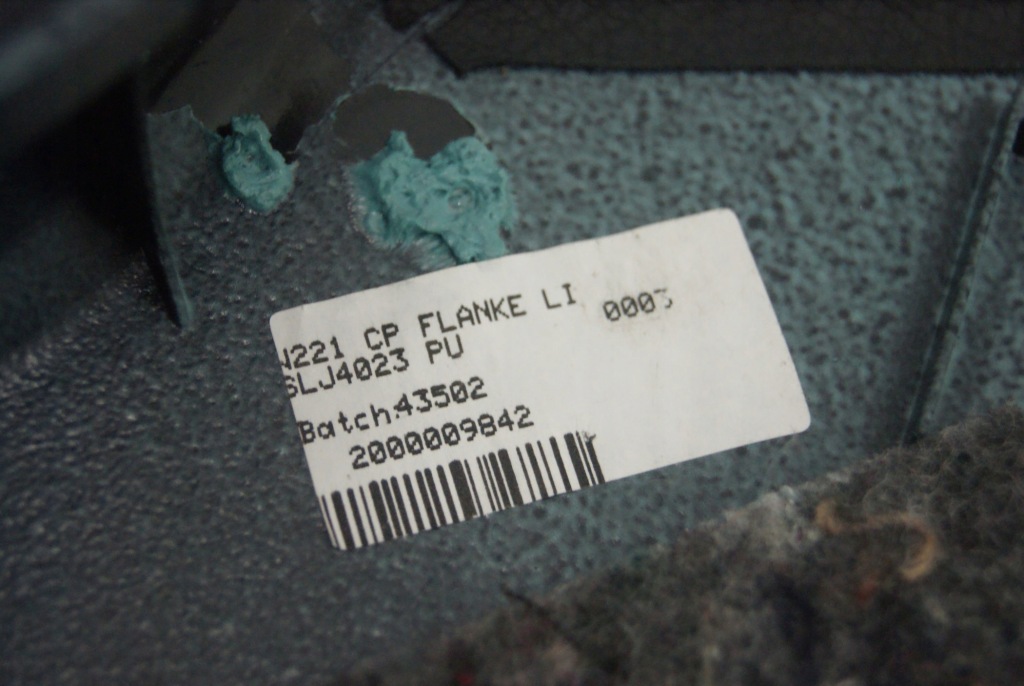 W221 CP FLANKE LI 0003
SLJ4023 PU
Batch:43502
2000009842